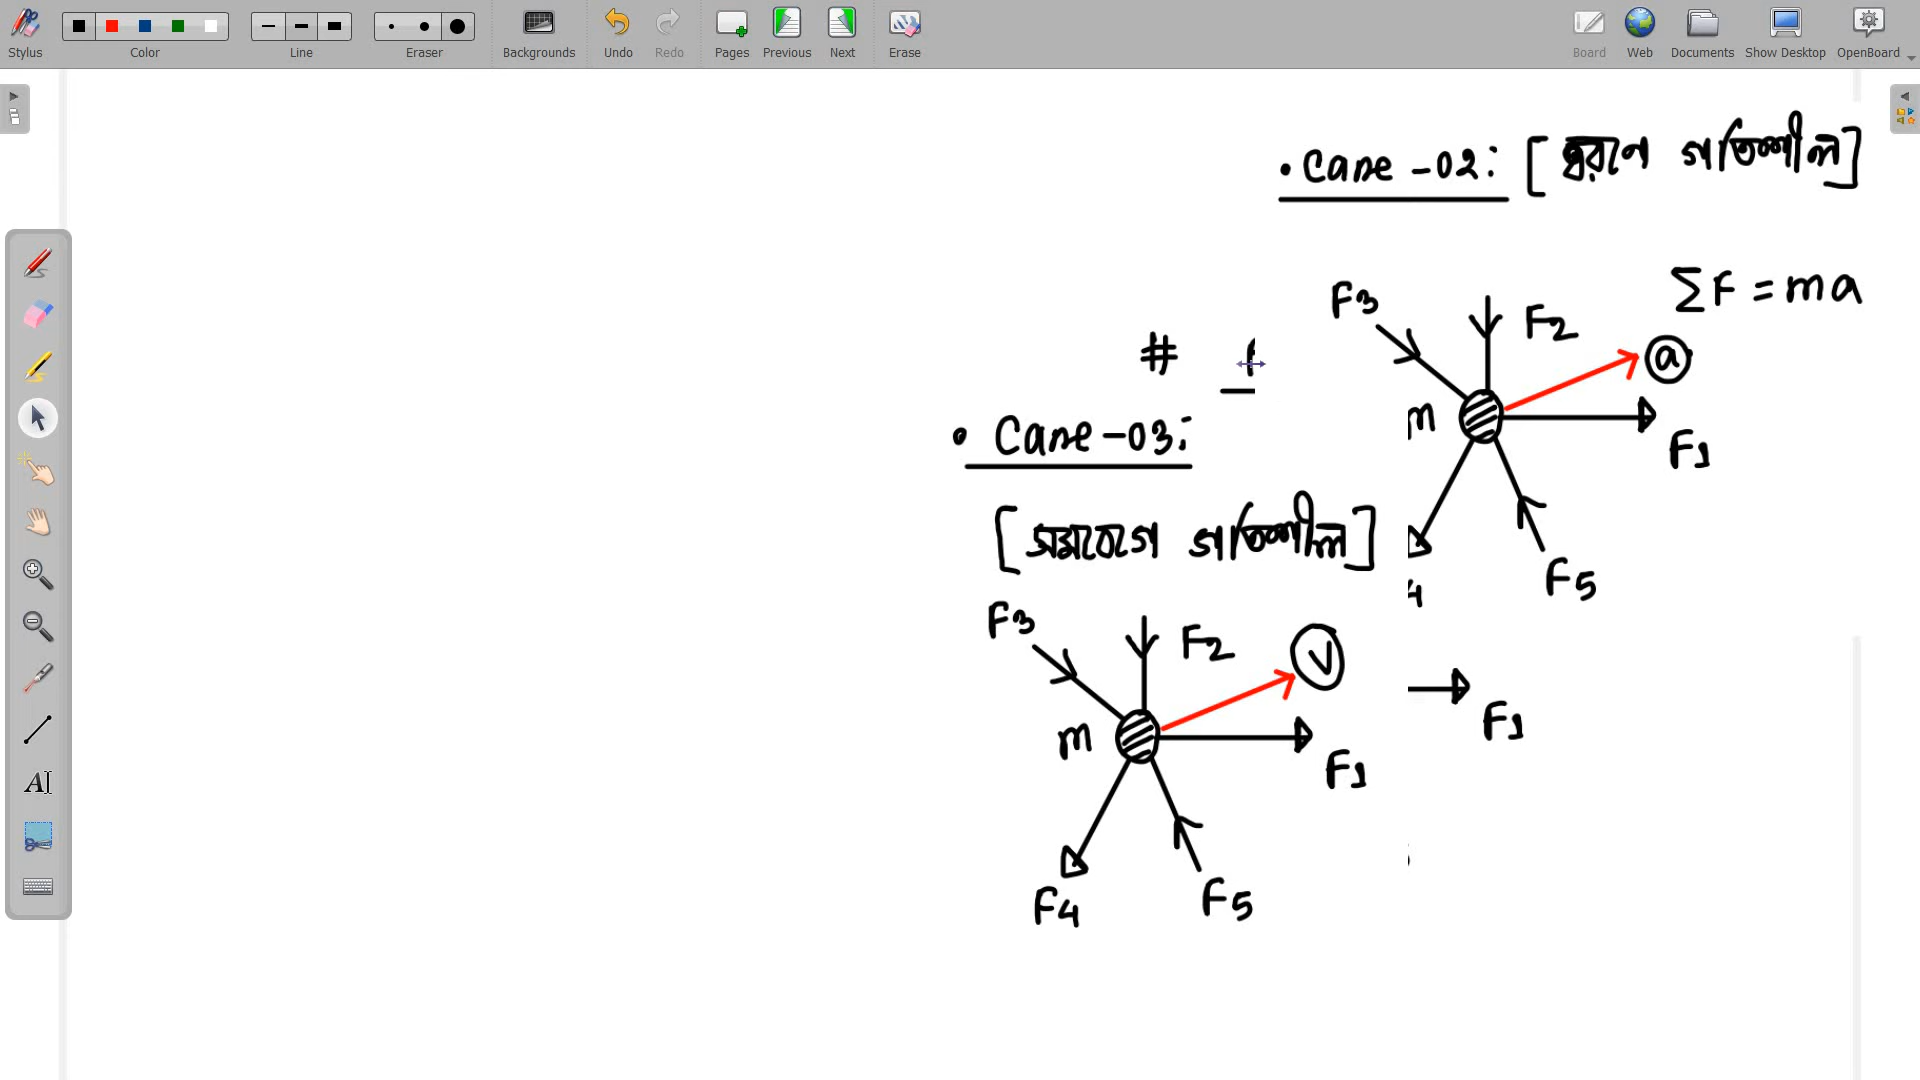 Stylus
Color
Line
Eraser
Backgrounds
Undo
Redo
Pages
Previous
Next
Erase
Board
Web
Documents
Show Desktop
OpenBoard
• Case -02: [ত্বরণে গতিশীল]
ΣF = ma
F3
F2
a
m
F1
4
F5
#
• Case -03:
[সমবেগে গতিশীল]
F3
F2
V
m
F1
F4
F5
F1